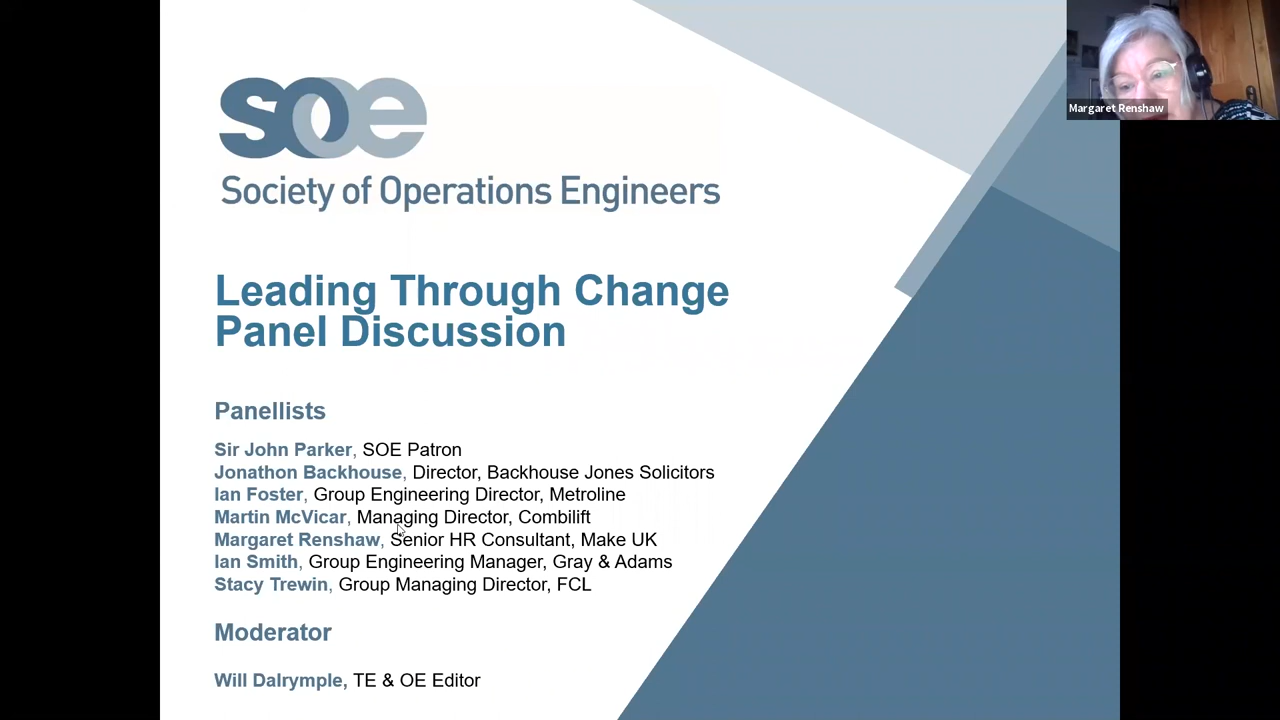 soe
Society of Operations Engineers
Margaret Renshaw
Leading Through Change
Panel Discussion
Panellists
Sir John Parker, SOE Patron
Jonathon Backhouse, Director, Backhouse Jones Solicitors
Ian Foster, Group Engineering Director, Metroline
Martin McVicar, Managing Director, Combilift
Margaret Renshaw, Senior HR Consultant, Make UK
Ian Smith, Group Engineering Manager, Gray & Adams
Stacy Trewin, Group Managing Director, FCL
Moderator
Will Dalrymple, TE & OE Editor